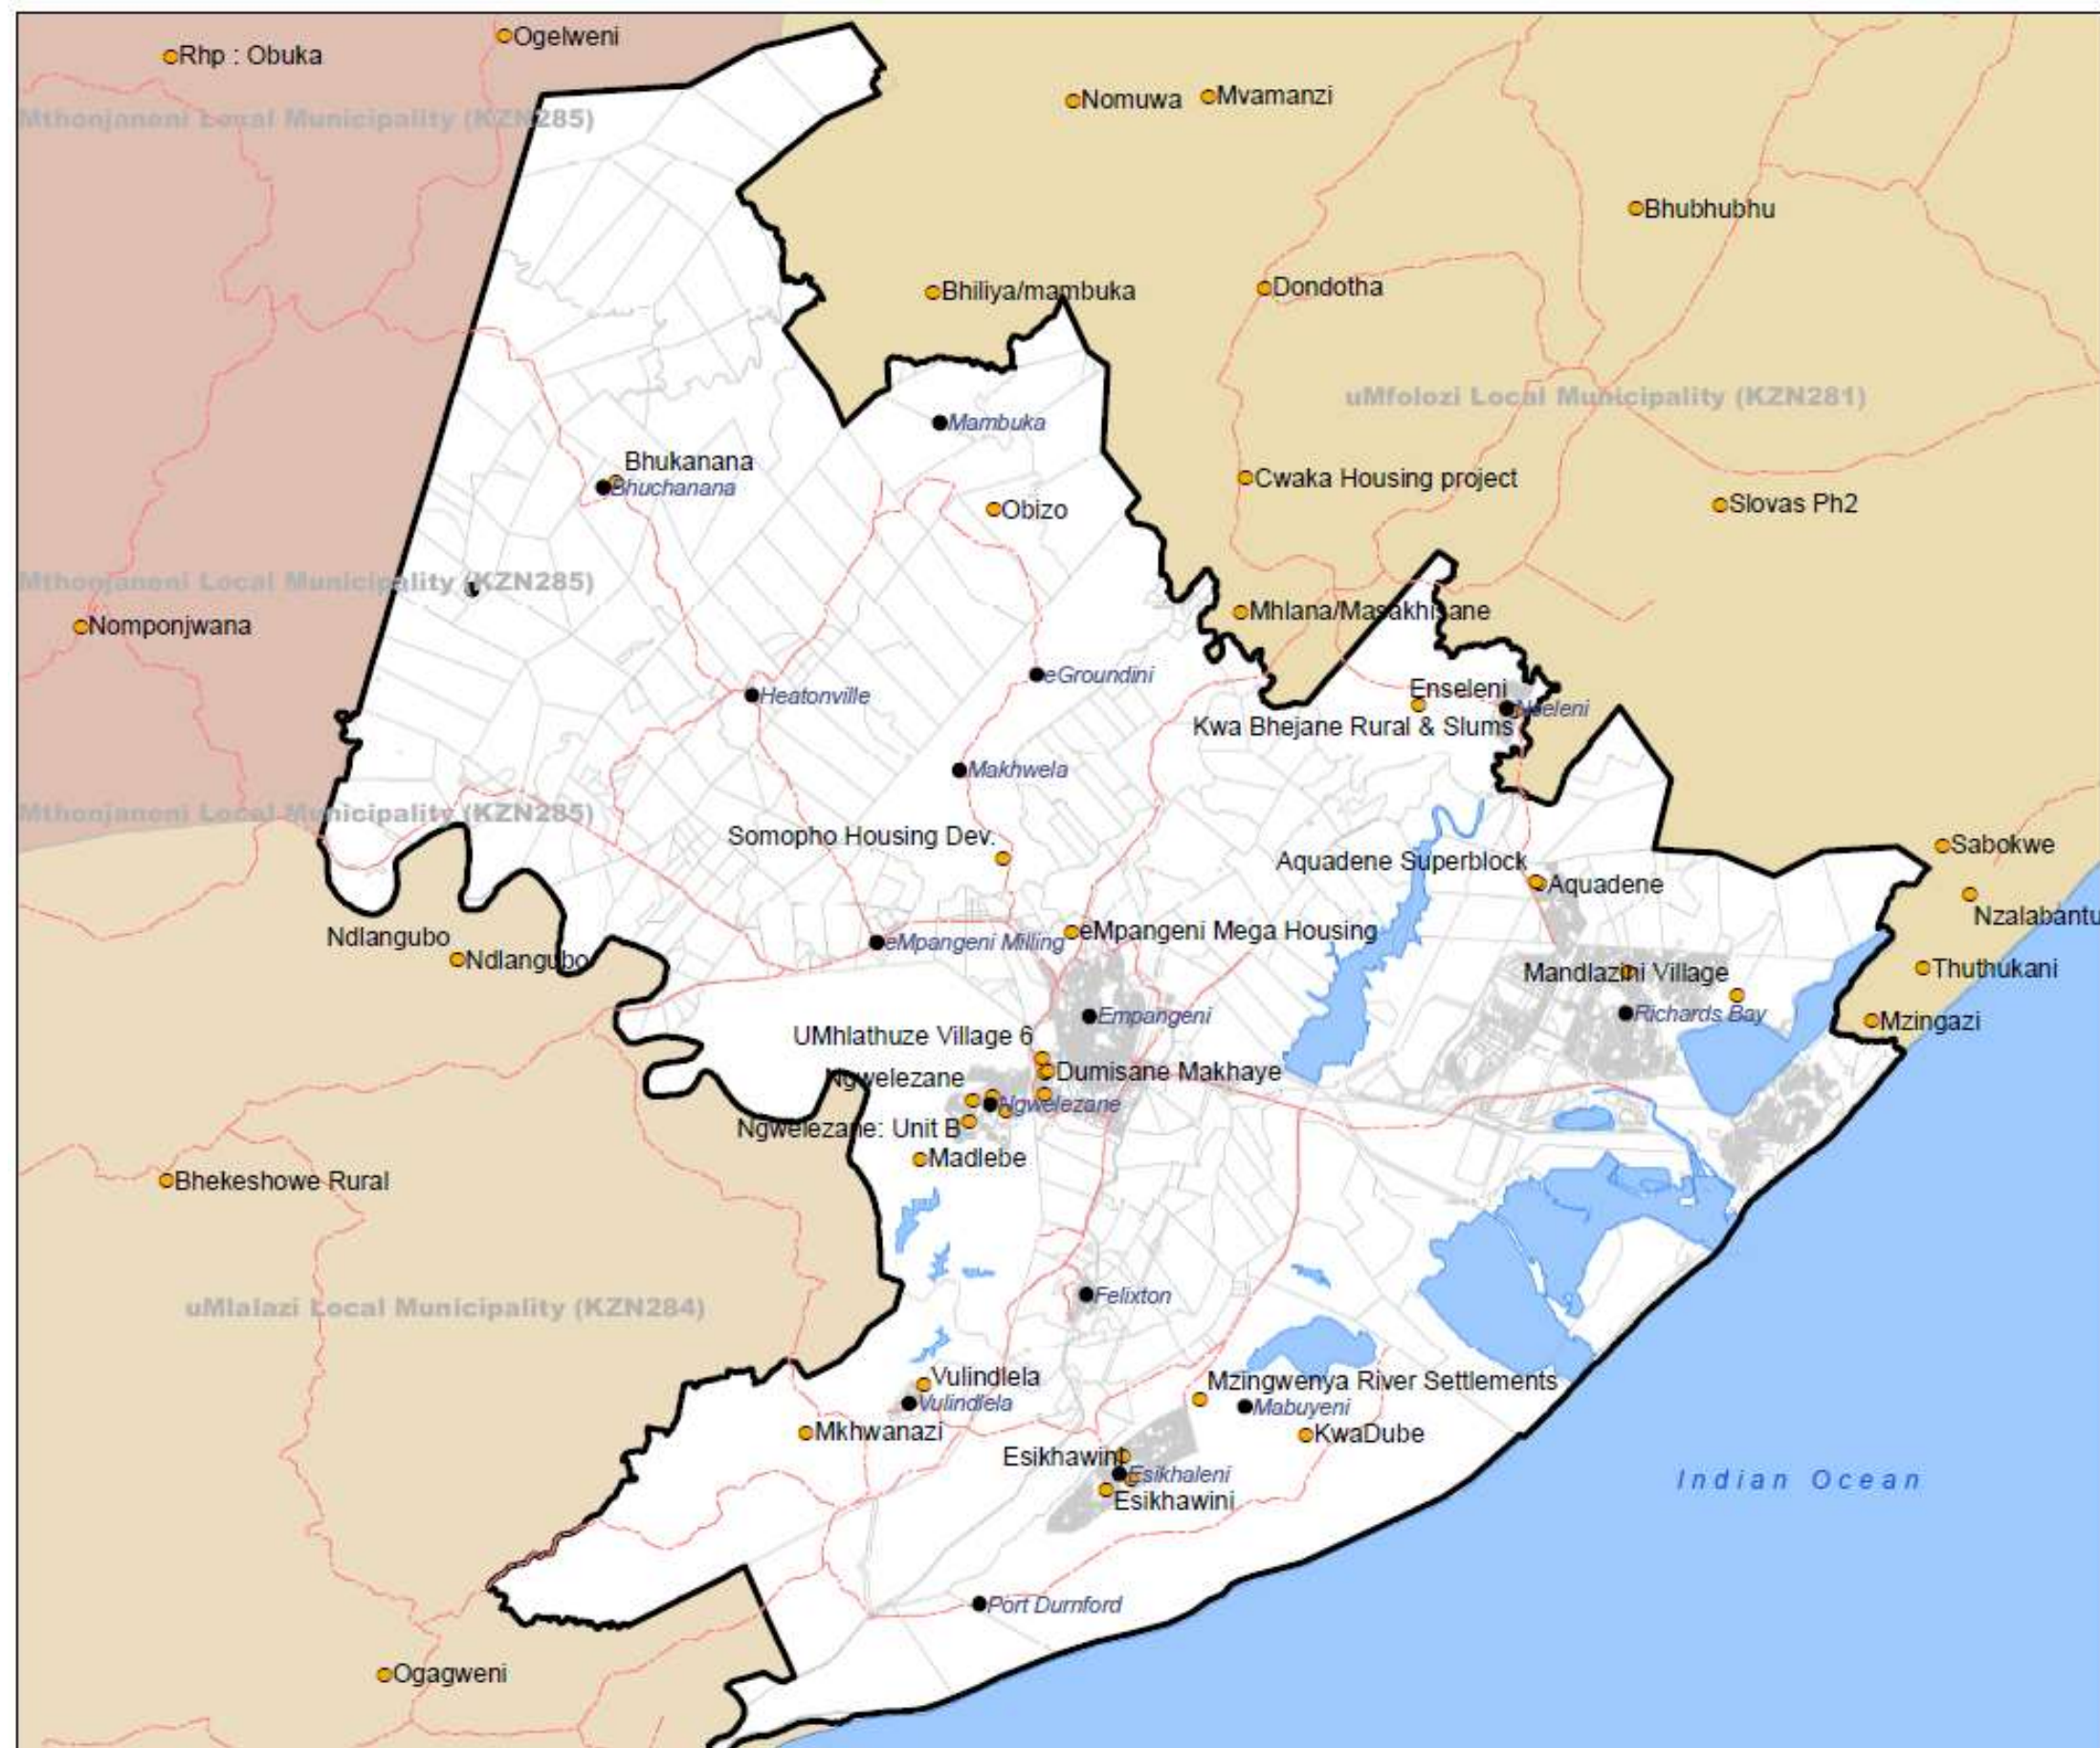 Ogelweni
Rhp : Obuka
Nomuwa
Mvamanzi
Mthonjaneni Local Municipality (KZN285)
Bhubhubhu
Bhiliya/mambuka
Dondotha
uMfolozi Local Municipality (KZN281)
Mambuka
Bhukanana
Bhuchanana
Cwaka Housing project
Slovas Ph2
Obizo
Mthonjaneni Local Municipality (KZN285)
Mhlana/Masakhisane
Nomponjwana
eGroundini
Enseleni
Heatonville
Nseleni
Kwa Bhejane Rural & Slums
Makhwela
Mthonjaneni Local Municipality (KZN285)
Somopho Housing Dev.
Sabokwe
Aquadene Superblock
Aquadene
Nzalabantu
eMpangeni Mega Housing
Ndlangubo
eMpangeni Milling
Ndlangubo
Thuthukani
Mandlazini Village
Richards Bay
Empangeni
Mzingazi
UMhlathuze Village 6
Dumisane Makhaye
Ngwelezane
Ngwelezane
Ngwelezane: Unit B
Madlebe
Bhekeshowe Rural
Felixton
uMlalazi Local Municipality (KZN284)
Vulindlela
Mzingwenya River Settlements
Vulindlela
Mabuyeni
Mkhwanazi
KwaDube
Esikhawini
Esikhaleni
Indian Ocean
Esikhawini
Port Durnford
Ogagweni